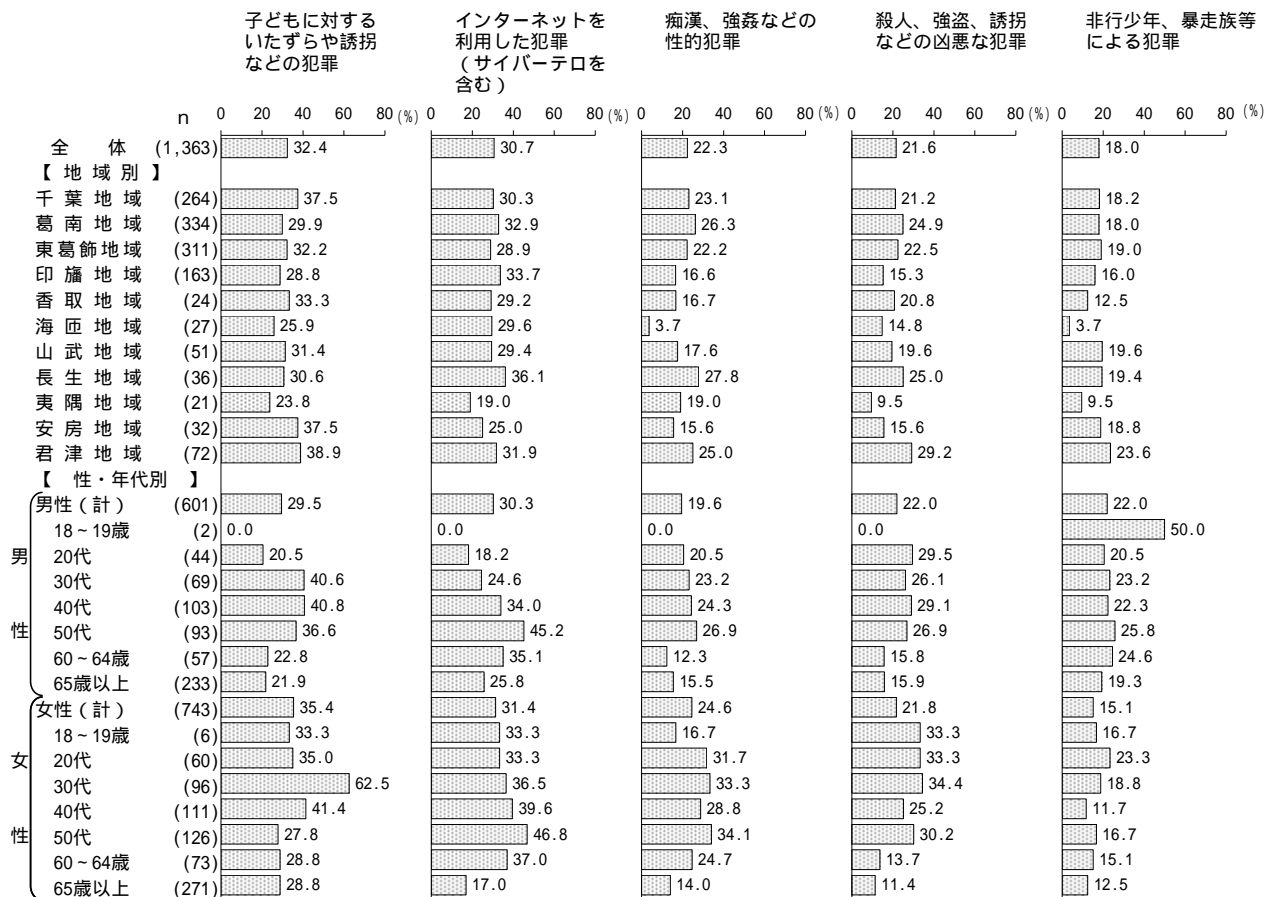 子どもに対する
いたずらや誘拐
などの犯罪
インターネットを
利用した犯罪
（サイバーテロを
含む）
痴漢、強姦などの
性的犯罪
殺人、強盗、誘拐
などの凶悪な犯罪
非行少年、暴走族等
による犯罪
n 0 20 40 60 80 (%) 0 20 40 60 80 (%) 0 20 40 60 80 (%) 0 20 40 60 80 (%) 0 20 40 60 80 (%)
全体 (1,363) 32.4 30.7 22.3 21.6 18.0
【地域別】
千葉地域 (264) 37.5 30.3 23.1 21.2 18.2
葛南地域 (334) 29.9 32.9 26.3 24.9 18.0
東葛飾地域 (311) 32.2 28.9 22.2 22.5 19.0
印旛地域 (163) 28.8 33.7 16.6 15.3 16.0
香取地域 (24) 33.3 29.2 16.7 20.8 12.5
海匝地域 (27) 25.9 29.6 3.7 14.8 3.7
山武地域 (51) 31.4 29.4 17.6 19.6 19.6
長生地域 (36) 30.6 36.1 27.8 25.0 19.4
夷隅地域 (21) 23.8 19.0 19.0 9.5 9.5
安房地域 (32) 37.5 25.0 15.6 15.6 18.8
君津地域 (72) 38.9 31.9 25.0 29.2 23.6
【性・年代別】
男性（計） (601) 29.5 30.3 19.6 22.0 22.0
18～19歳 (2) 0.0 0.0 0.0 0.0 50.0
男 20代 (44) 20.5 18.2 20.5 29.5 20.5
30代 (69) 40.6 24.6 23.2 26.1 23.2
40代 (103) 40.8 34.0 24.3 29.1 22.3
性 50代 (93) 36.6 45.2 26.9 26.9 25.8
60～64歳 (57) 22.8 35.1 12.3 15.8 24.6
65歳以上 (233) 21.9 25.8 15.5 15.9 19.3
女性（計） (743) 35.4 31.4 24.6 21.8 15.1
18～19歳 (6) 33.3 33.3 16.7 33.3 16.7
女 20代 (60) 35.0 33.3 31.7 33.3 23.3
30代 (96) 62.5 36.5 33.3 34.4 18.8
40代 (111) 41.4 39.6 28.8 25.2 11.7
性 50代 (126) 27.8 46.8 34.1 30.2 16.7
60～64歳 (73) 28.8 37.0 24.7 13.7 15.1
65歳以上 (271) 28.8 17.0 14.0 11.4 12.5